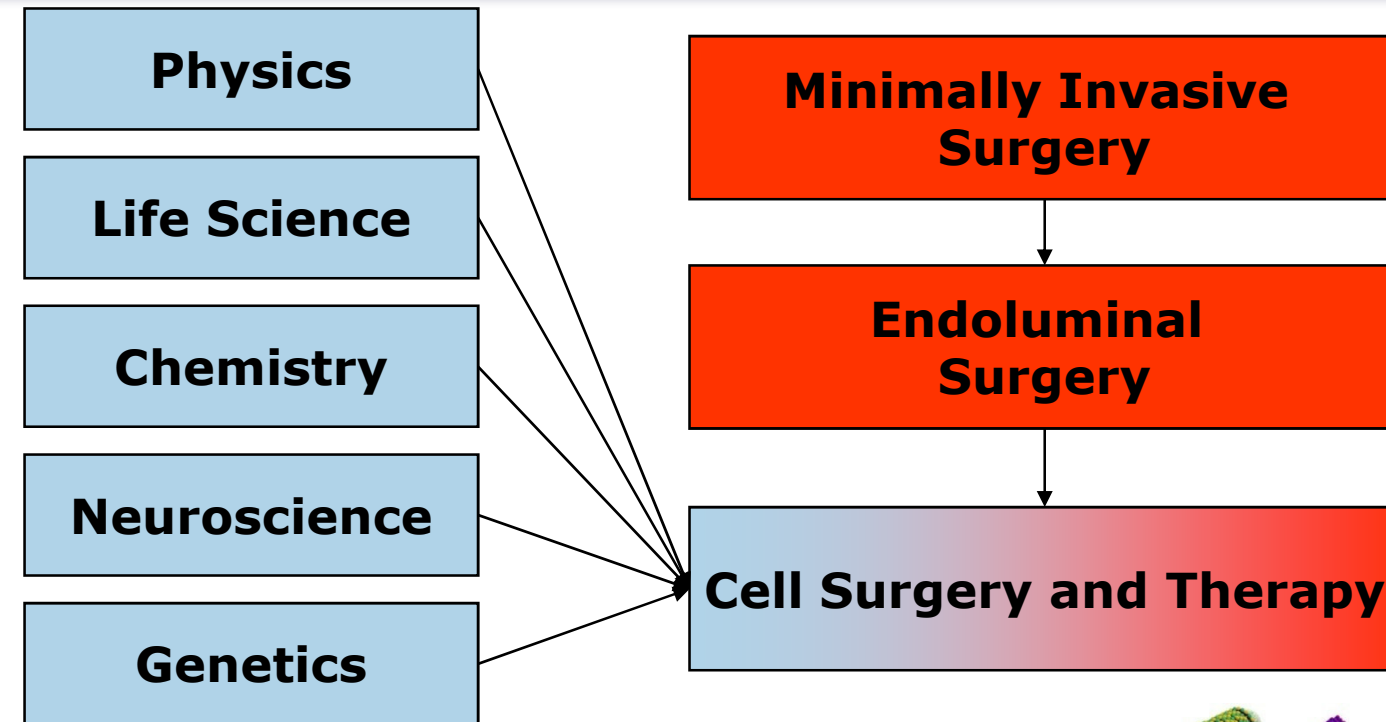 Physics
Life Science
Chemistry
Neuroscience
Genetics
Minimally Invasive
Surgery
Endoluminal
Surgery
Cell Surgery and Therapy